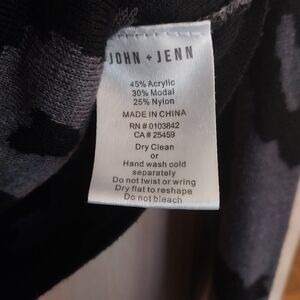 JOHN + JENN
45% Acrylic
30% Modal
25% Nylon
MADE IN CHINA
RN # 0103842
CA # 25459
Dry Clean
or
Hand wash cold
separately
Do not twist or wring
Dry flat to reshape
Do not bleach